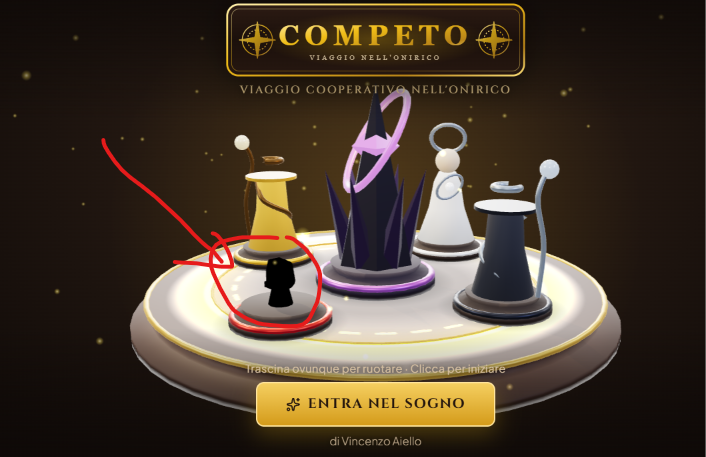 COMPETO
VIAGGIO NELL'ONIRICO
VIAGGIO COOPERATIVO NELL'ONIRICO
Trascina ovunque per ruotare · Clicca per iniziare
ENTRA NEL SOGNO
di Vincenzo Aiello